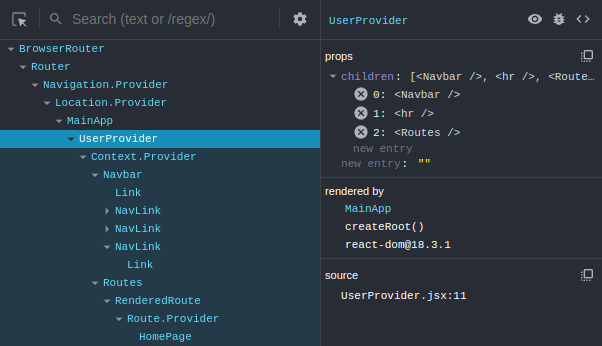 Search (text or /regex/)
BrowserRouter
Router
Navigation.Provider
Location.Provider
MainApp
UserProvider
Context.Provider
Navbar
Link
NavLink
NavLink
NavLink
Link
Routes
RenderedRoute
Route.Provider
HomePage
UserProvider
props
children: [<Navbar />, <hr />, <Route…
0: <Navbar />
1: <hr />
2: <Routes />
new entry
new entry: ""
rendered by
MainApp
createRoot()
react-dom@18.3.1
source
UserProvider.jsx:11